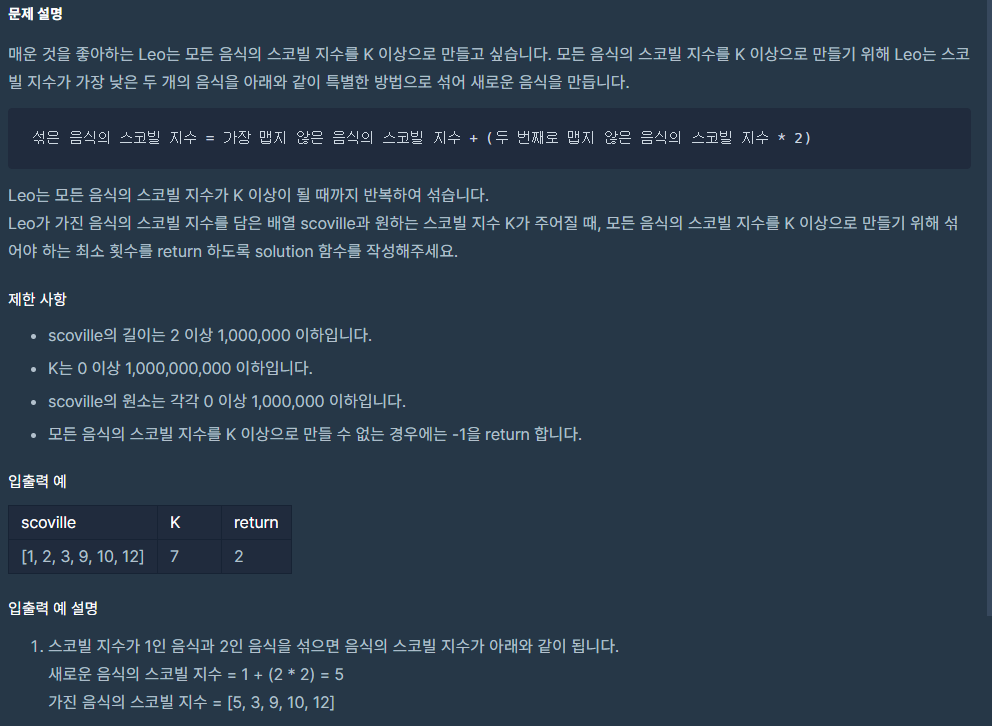 문제 설명
매운 것을 좋아하는 Leo는 모든 음식의 스코빌 지수를 K 이상으로 만들고 싶습니다. 모든 음식의 스코빌 지수를 K 이상으로 만들기 위해 Leo는 스코
빌 지수가 가장 낮은 두 개의 음식을 아래와 같이 특별한 방법으로 섞어 새로운 음식을 만듭니다.
섞은 음식의 스코빌 지수 = 가장 맵지 않은 음식의 스코빌 지수 + (두 번째로 맵지 않은 음식의 스코빌 지수 * 2)
Leo는 모든 음식의 스코빌 지수가 K 이상이 될 때까지 반복하여 섞습니다.
Leo가 가진 음식의 스코빌 지수를 담은 배열 scoville과 원하는 스코빌 지수 K가 주어질 때, 모든 음식의 스코빌 지수를 K 이상으로 만들기 위해 섞
어야 하는 최소 횟수를 return 하도록 solution 함수를 작성해주세요.
제한 사항
• scoville의 길이는 2 이상 1,000,000 이하입니다.
• K는 0 이상 1,000,000,000 이하입니다.
• scoville의 원소는 각각 0 이상 1,000,000 이하입니다.
• 모든 음식의 스코빌 지수를 K 이상으로 만들 수 없는 경우에는 -1을 return 합니다.
입출력 예
scoville K return
[1, 2, 3, 9, 10, 12] 7 2
입출력 예 설명
1. 스코빌 지수가 1인 음식과 2인 음식을 섞으면 음식의 스코빌 지수가 아래와 같이 됩니다.
새로운 음식의 스코빌 지수 = 1 + (2 * 2) = 5
가진 음식의 스코빌 지수 = [5, 3, 9, 10, 12]